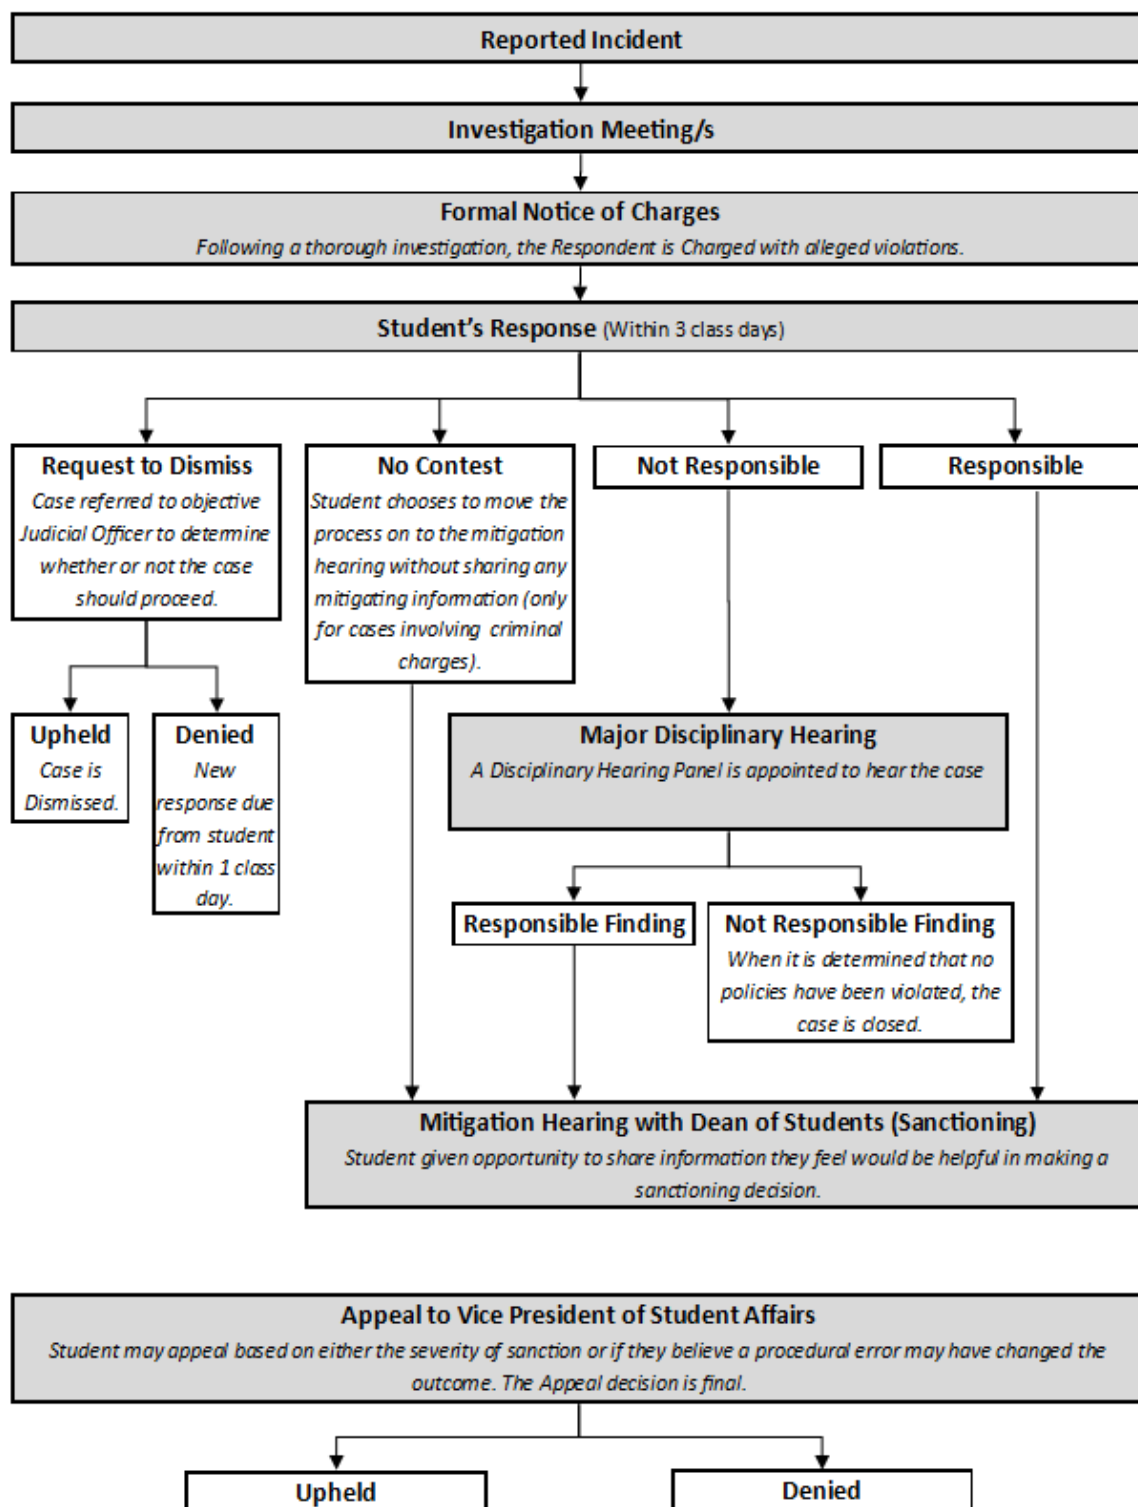 Reported Incident
Investigation Meeting/s
Formal Notice of Charges
Following a thorough investigation, the Respondent is Charged with alleged violations.
Student's Response (Within 3 class days)
Request to Dismiss
Case referred to objective
Judicial Officer to determine
whether or not the case
should proceed.
No Contest
Student chooses to move the
process on to the mitigation
hearing without sharing any
mitigating information (only
for cases involving criminal
charges).
Not Responsible
Responsible
Upheld
Case is
Dismissed.
Denied
New
response due
from student
within 1 class
day.
Major Disciplinary Hearing
A Disciplinary Hearing Panel is appointed to hear the case
Responsible Finding
Not Responsible Finding
When it is determined that no
policies have been violated, the
case is closed.
Mitigation Hearing with Dean of Students (Sanctioning)
Student given opportunity to share information they feel would be helpful in making a
sanctioning decision.
Appeal to Vice President of Student Affairs
Student may appeal based on either the severity of sanction or if they believe a procedural error may have changed the
outcome. The Appeal decision is final.
Upheld
Denied